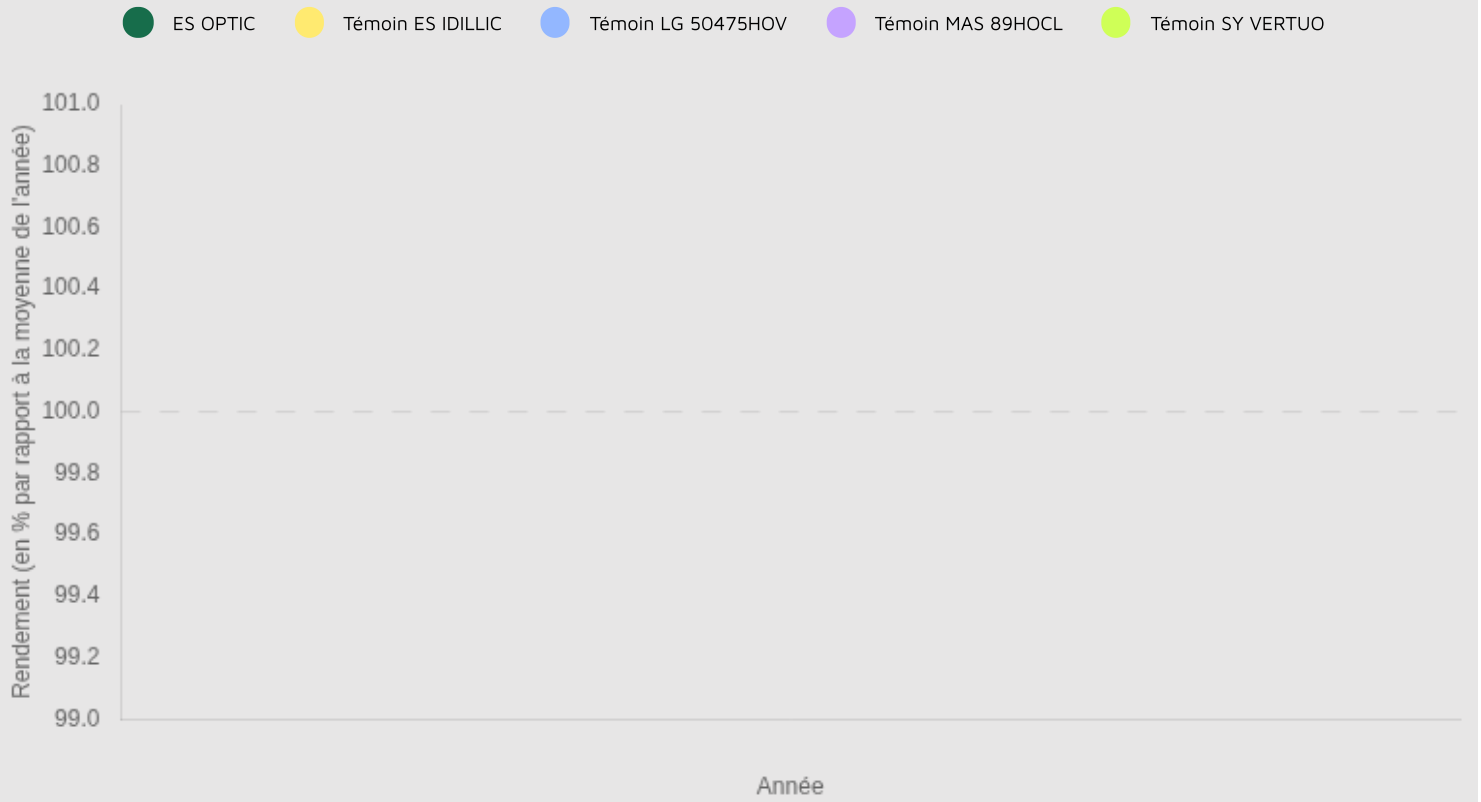 ES OPTIC
Témoin ES IDILLIC
Témoin LG 50475HOV
Témoin MAS 89HOCL
Témoin SY VERTUO
Rendement (en % par rapport à la moyenne de l'année)
101.0
100.8
100.6
100.4
100.2
100.0
99.8
99.6
99.4
99.2
99.0
Année